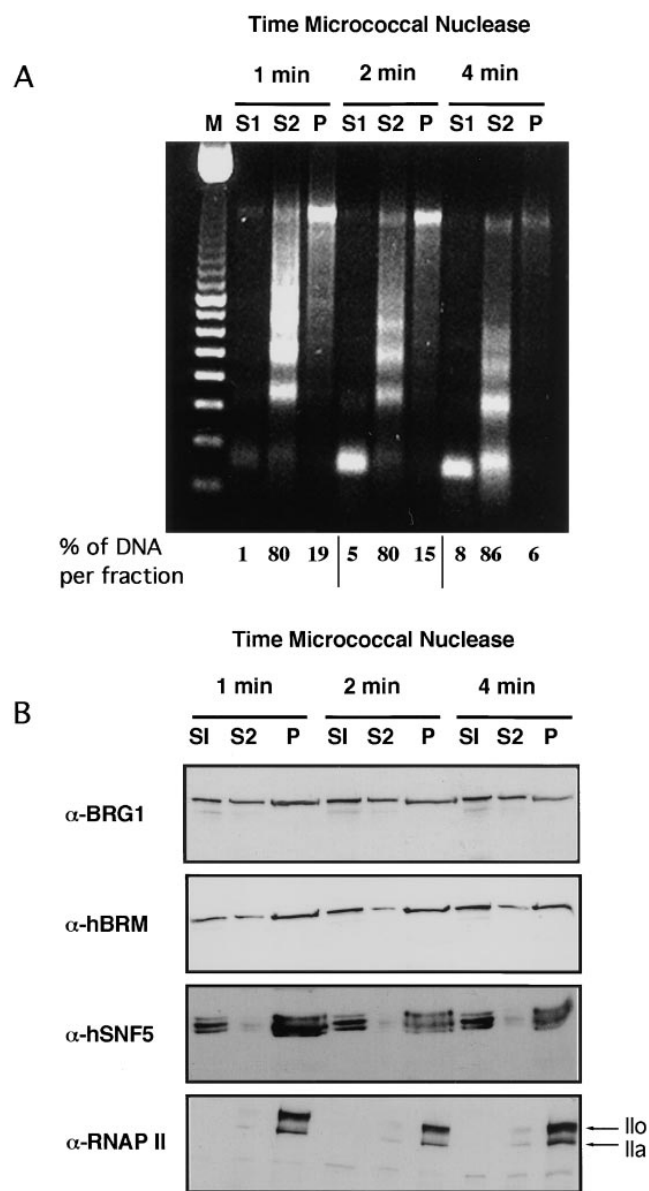 Time Micrococcal Nuclease
A
1 min 2 min 4 min
M S1 S2 P S1 S2 P S1 S2 P
% of DNA per fraction
1 80 19 5 80 15 8 86 6
Time Micrococcal Nuclease
B
1 min 2 min 4 min
SI S2 P SI S2 P SI S2 P
α-BRG1
α-hBRM
α-hSNF5
α-RNAP II
IIo
IIa